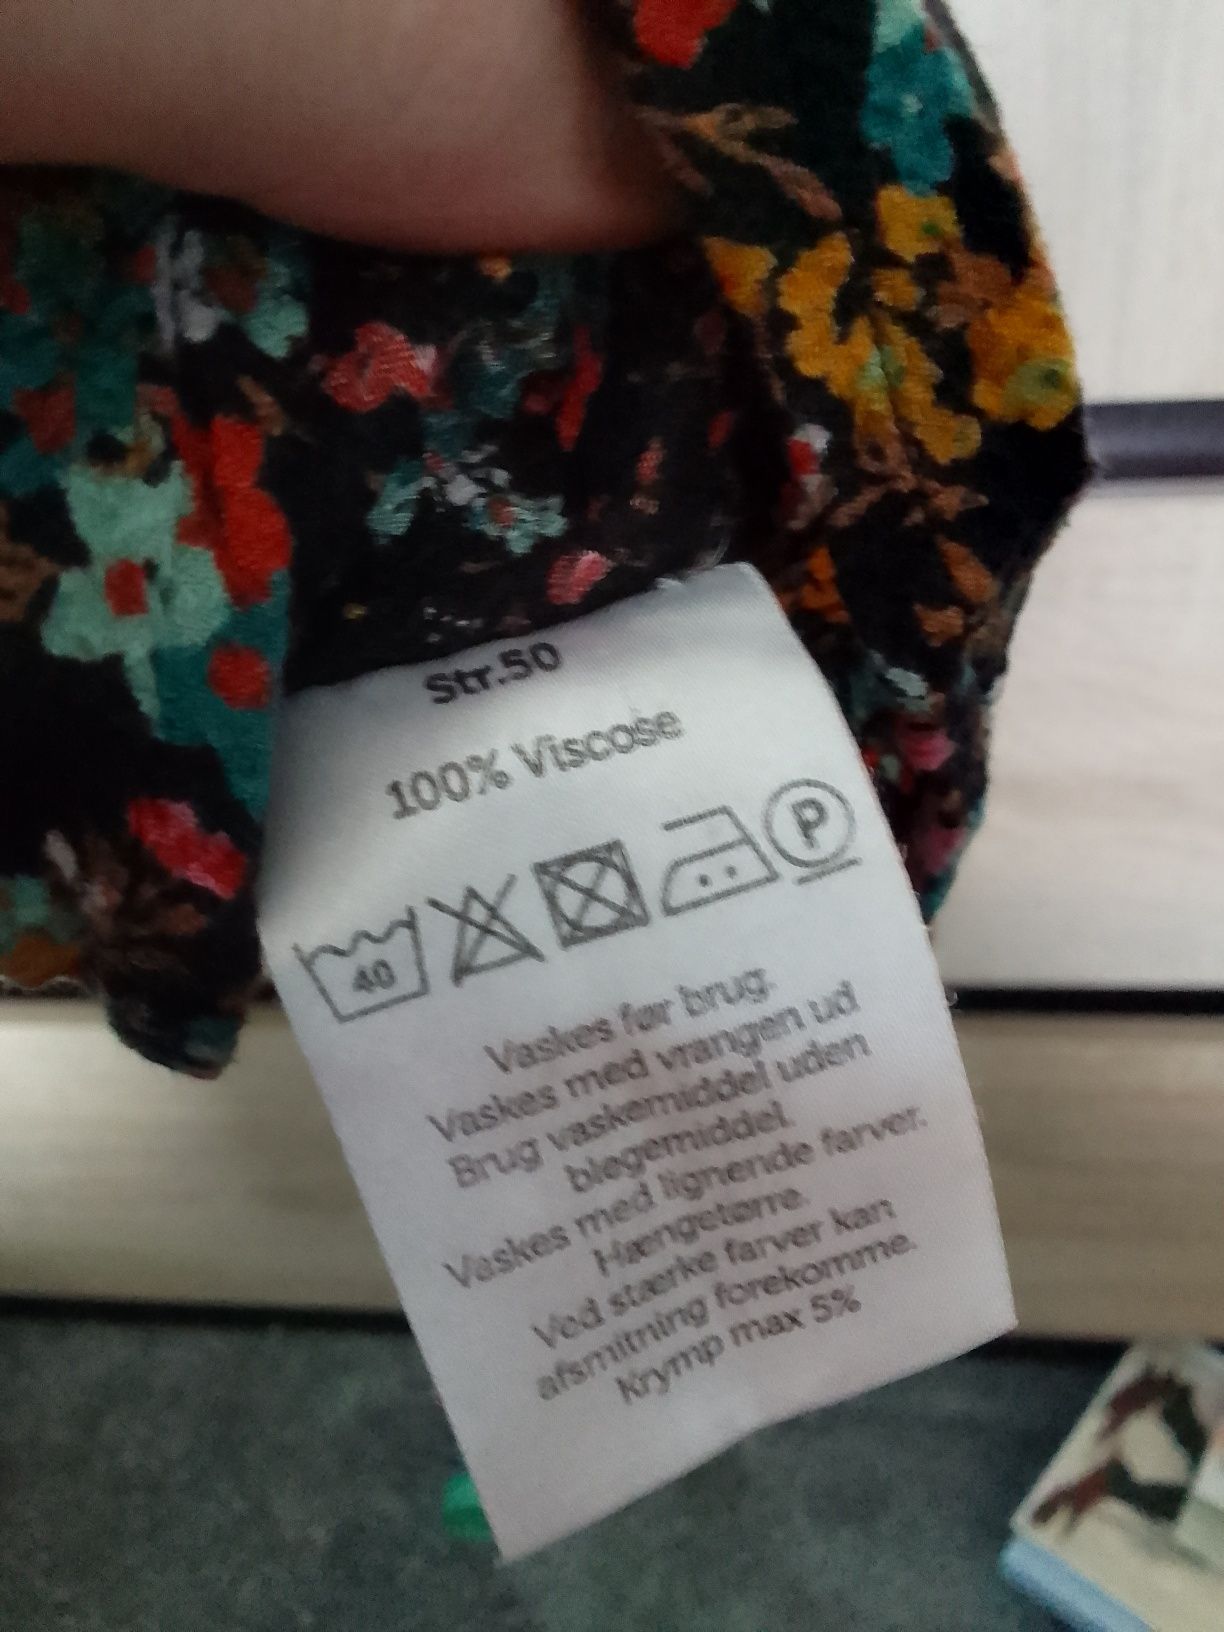 Str.50
100% Viscose
40 P
Vaskes før brug.
Vaskes med vrangen ud
Brug vaskemiddel uden
blegemiddel.
Vaskes med lignende farver.
Hængetørre.
Ved stærke farver kan
afsmitning forekomme.
Krymp max 5%